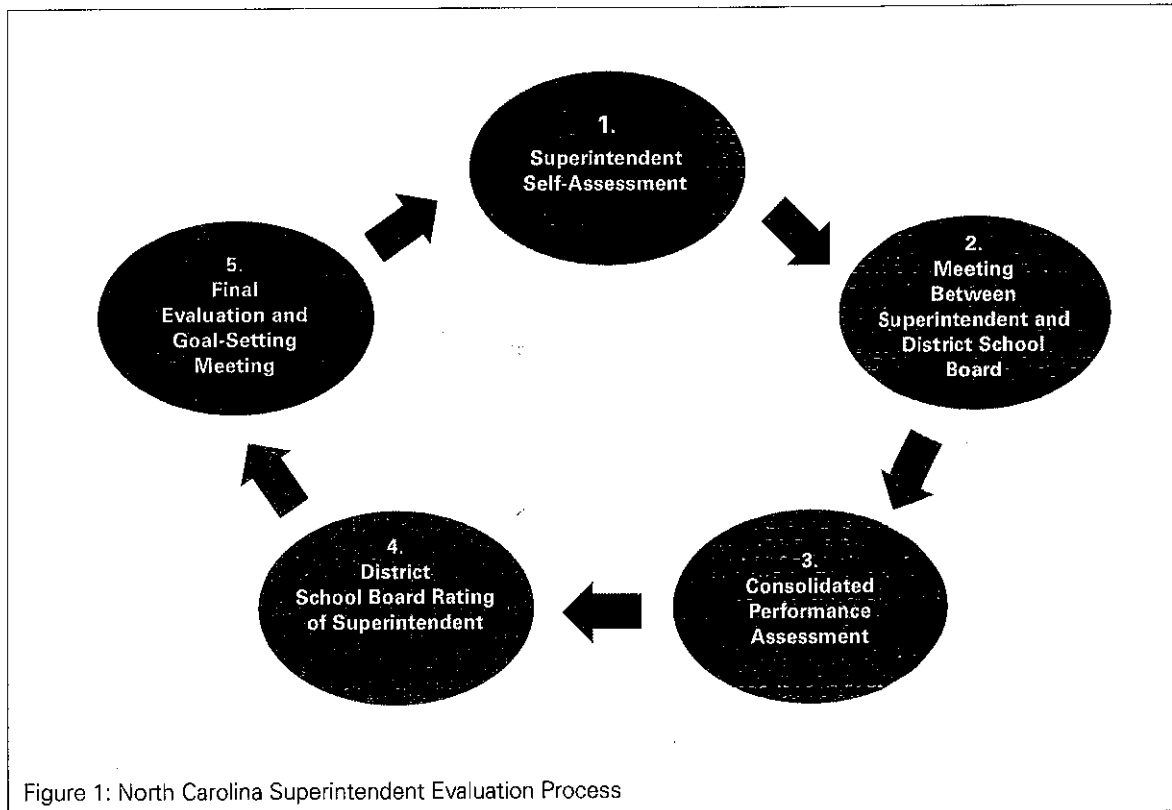 1.
Superintendent
Self-Assessment
2.
Meeting
Between
Superintendent and
District School
Board
3.
Consolidated
Performance
Assessment
4.
District
School Board Rating
of Superintendent
5.
Final
Evaluation and
Goal-Setting
Meeting
Figure 1: North Carolina Superintendent Evaluation Process